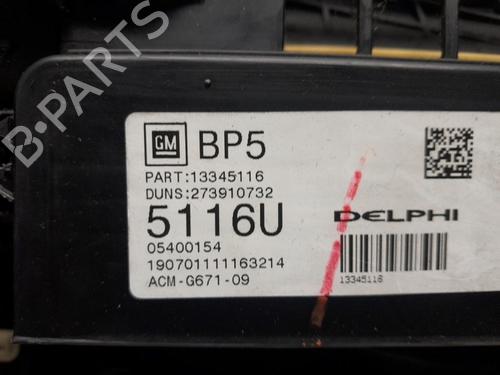 GM BP5
PART:13345116
DUNS:273910732
5116U
DELPHI
05400154
190701111163214
ACM-G671-09
13345116
B-Parts